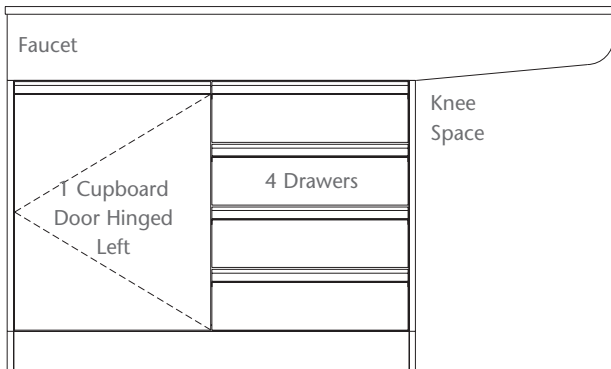 Faucet
Knee
Space
1 Cupboard
Door Hinged
Left
4 Drawers